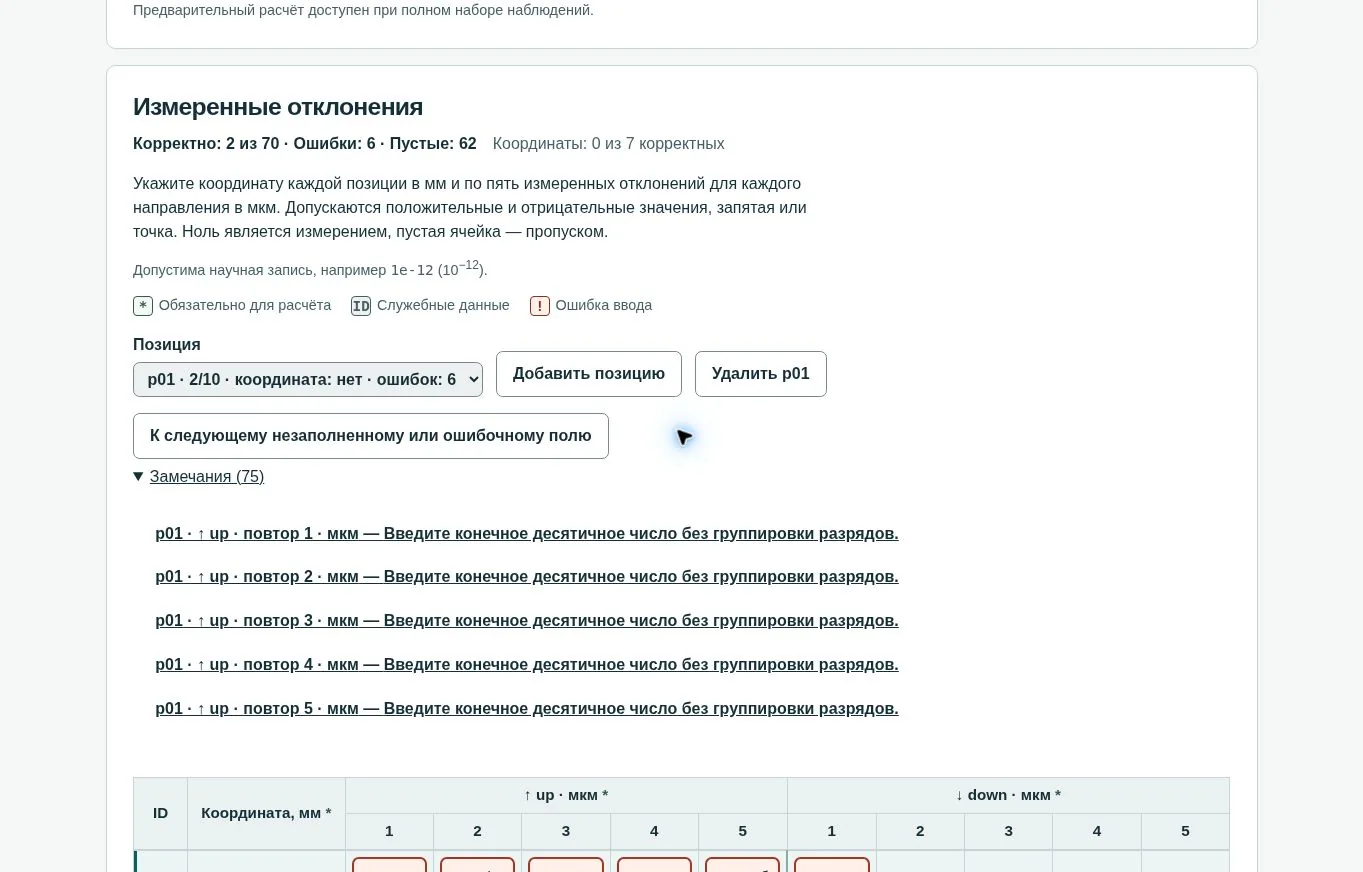 Предварительный расчёт доступен при полном наборе наблюдений.
Измеренные отклонения
Корректно: 2 из 70 · Ошибки: 6 · Пустые: 62 Координаты: 0 из 7 корректных
Укажите координату каждой позиции в мм и по пять измеренных отклонений для каждого
направления в мкм. Допускаются положительные и отрицательные значения, запятая или
точка. Ноль является измерением, пустая ячейка — пропуском.
Допустима научная запись, например 1e-12 (10⁻¹²).
* Обязательно для расчёта ID Служебные данные ! Ошибка ввода
Позиция
p01 · 2/10 · координата: нет · ошибок: 6 Добавить позицию Удалить p01
К следующему незаполненному или ошибочному полю
▼ Замечания (75)
p01 · ↑ up · повтор 1 · мкм — Введите конечное десятичное число без группировки разрядов.
p01 · ↑ up · повтор 2 · мкм — Введите конечное десятичное число без группировки разрядов.
p01 · ↑ up · повтор 3 · мкм — Введите конечное десятичное число без группировки разрядов.
p01 · ↑ up · повтор 4 · мкм — Введите конечное десятичное число без группировки разрядов.
p01 · ↑ up · повтор 5 · мкм — Введите конечное десятичное число без группировки разрядов.
ID Координата, мм * ↑ up · мкм * ↓ down · мкм *
1 2 3 4 5 1 2 3 4 5